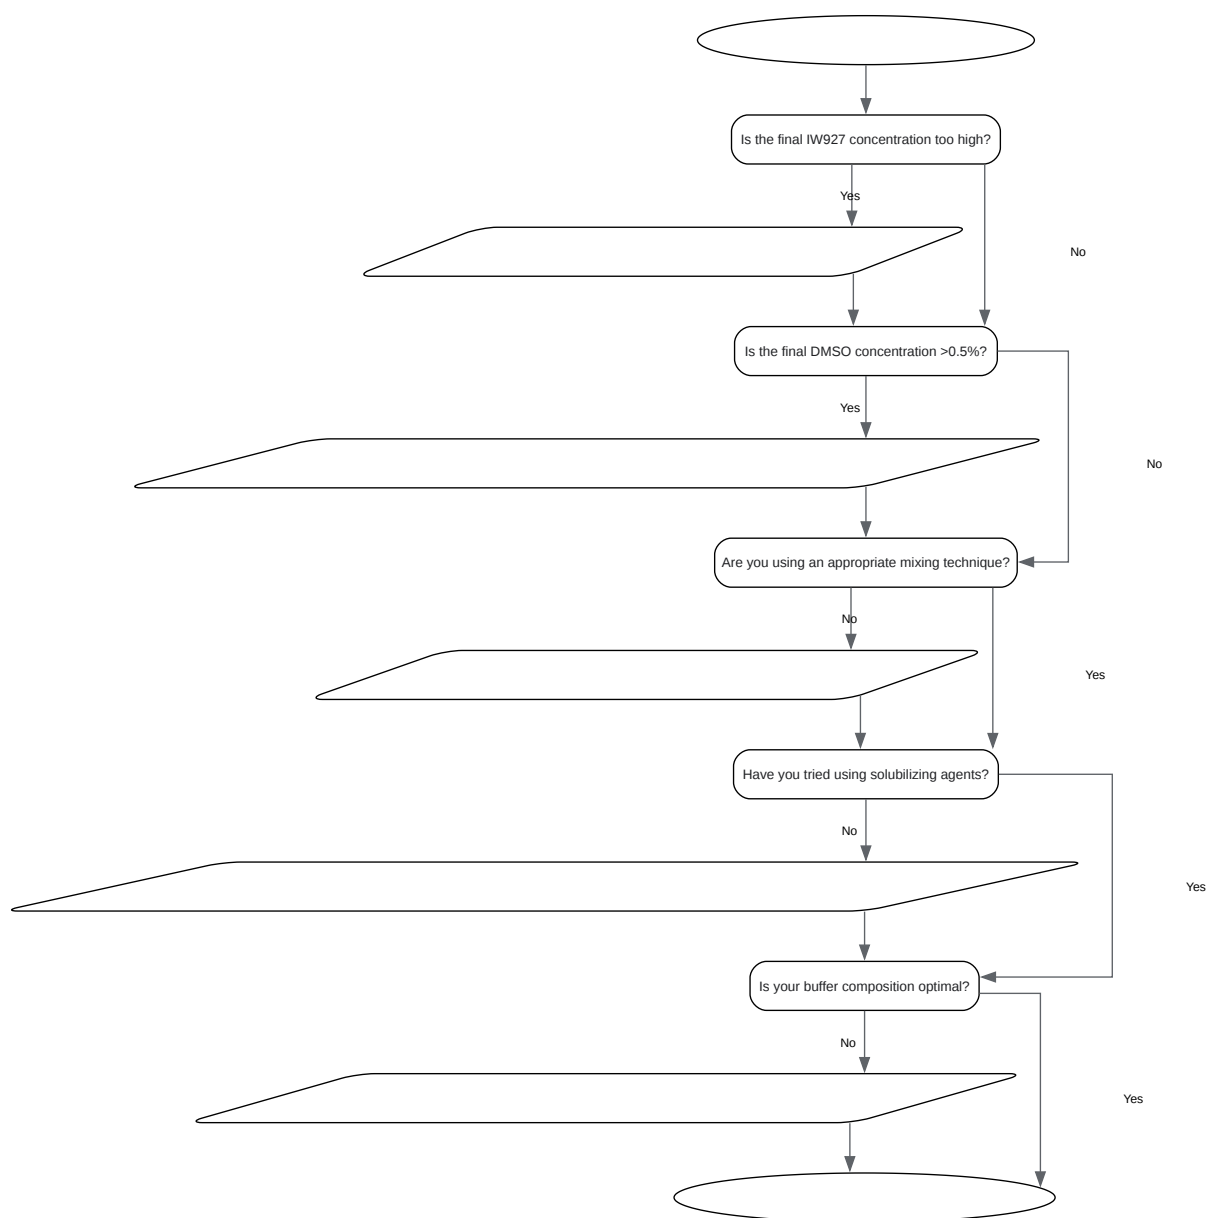 Is the final IW927 concentration too high?
Yes
No
Is the final DMSO concentration >0.5%?
Yes
No
Are you using an appropriate mixing technique?
No
Yes
Have you tried using solubilizing agents?
No
Yes
Is your buffer composition optimal?
No
Yes